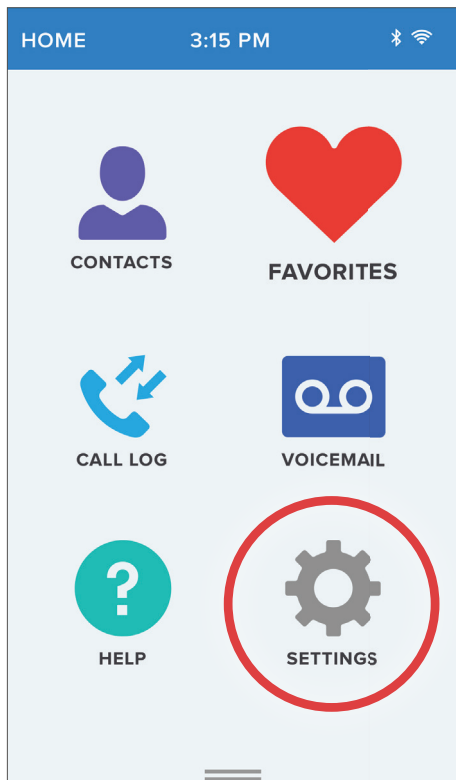 HOME 3:15 PM
CONTACTS
FAVORITES
CALL LOG
VOICEMAIL
HELP
SETTINGS